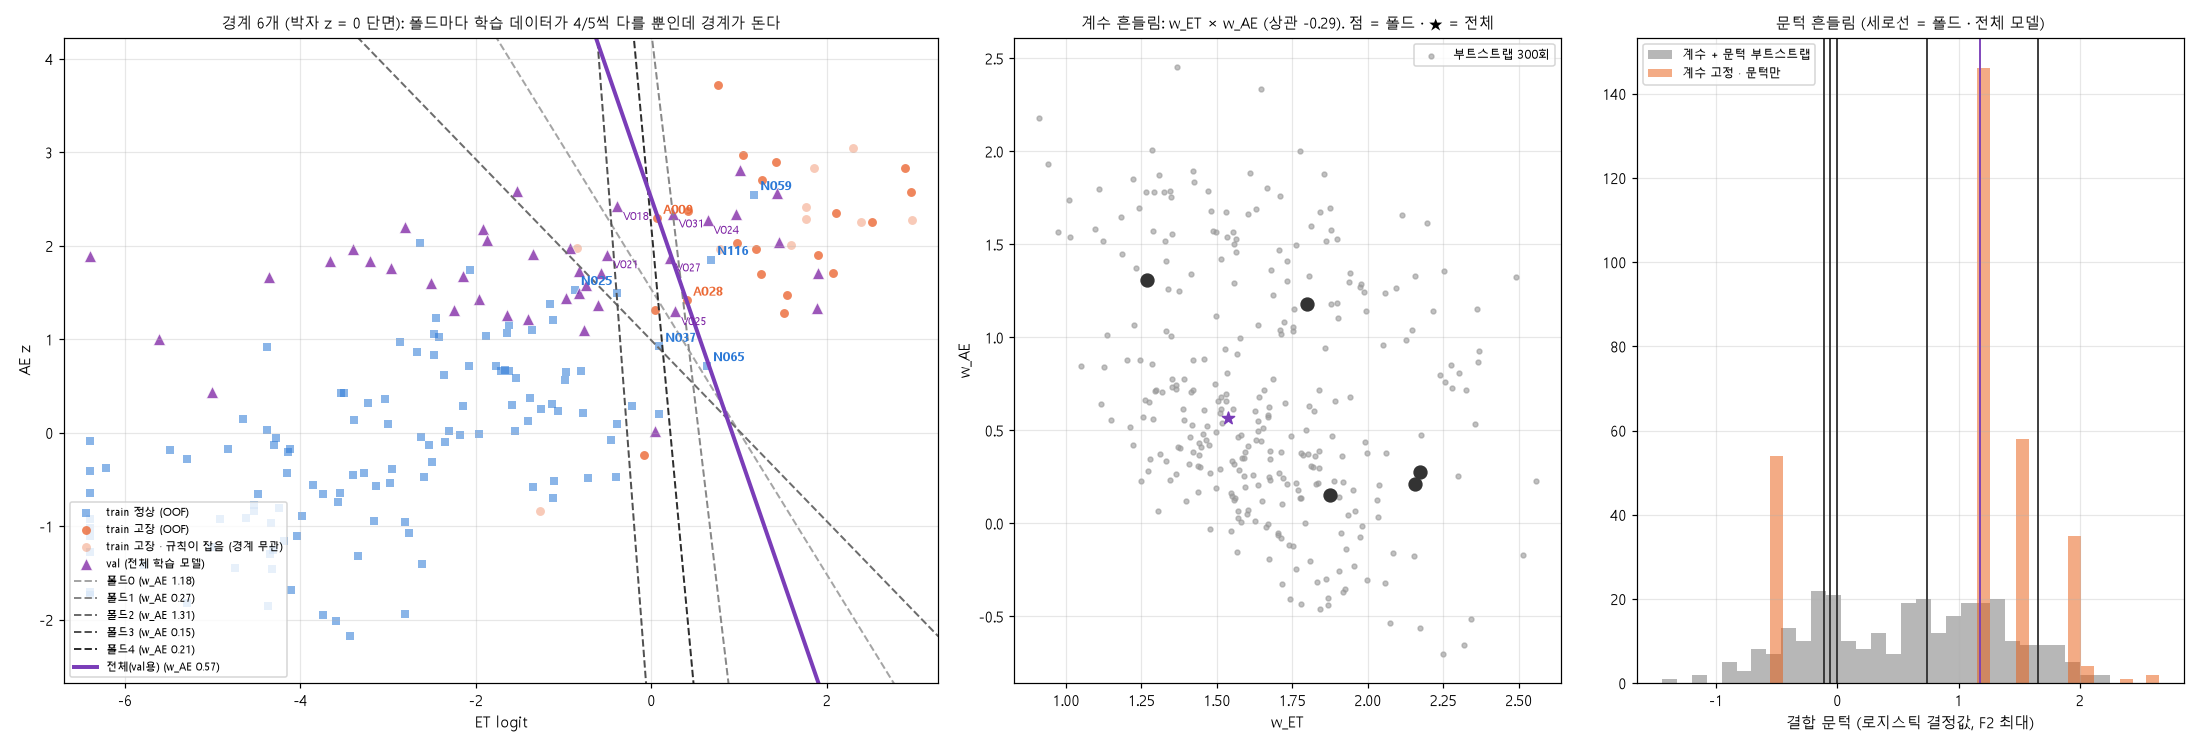 경계 6개 (박자 z = 0 단면): 폴드마다 학습 데이터가 4/5씩 다를 뿐인데 경계가 돈다
4
3
2
1
0
-1
-2
AE z
N059
A008
VO18
VO31
VO24
N116
VO21
VO27
N025
A028
VO25
N037
N065
train 정상 (OOF)
train 고장 (OOF)
train 고장 · 규칙이 잡음 (경계 무관)
val (전체 학습 모델)
폴드0 (w_AE 1.18)
폴드1 (w_AE 0.27)
폴드2 (w_AE 1.31)
폴드3 (w_AE 0.15)
폴드4 (w_AE 0.21)
전체(val용) (w_AE 0.57)
-6
-4
-2
0
2
ET logit
계수 흔들림: w_ET × w_AE (상관 -0.29). 점 = 폴드 · ★ = 전체
부트스트랩 300회
2.5
2.0
1.5
1.0
0.5
0.0
-0.5
w_AE
1.00
1.25
1.50
1.75
2.00
2.25
2.50
w_ET
문턱 흔들림 (세로선 = 폴드 · 전체 모델)
계수 + 문턱 부트스트랩
계수 고정 · 문턱만
140
120
100
80
60
40
20
0
-1
0
1
2
결합 문턱 (로지스틱 결정값, F2 최대)